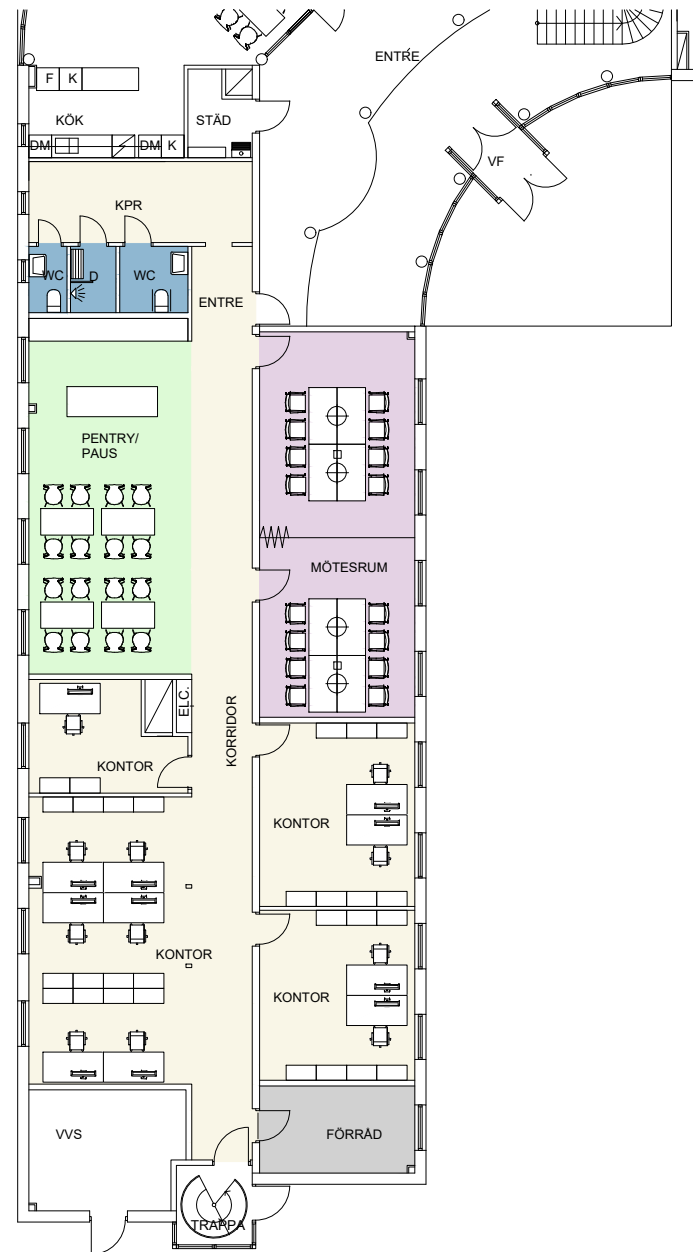 ENTRE
F K
KÖK
STÄD
DM
DM K
VF
KPR
WC
D
WC
ENTRE
PENTRY/
PAUS
MÖTESRUM
ELC.
KORRIDOR
KONTOR
KONTOR
KONTOR
KONTOR
VVS
FÖRRÅD
TRAPPA